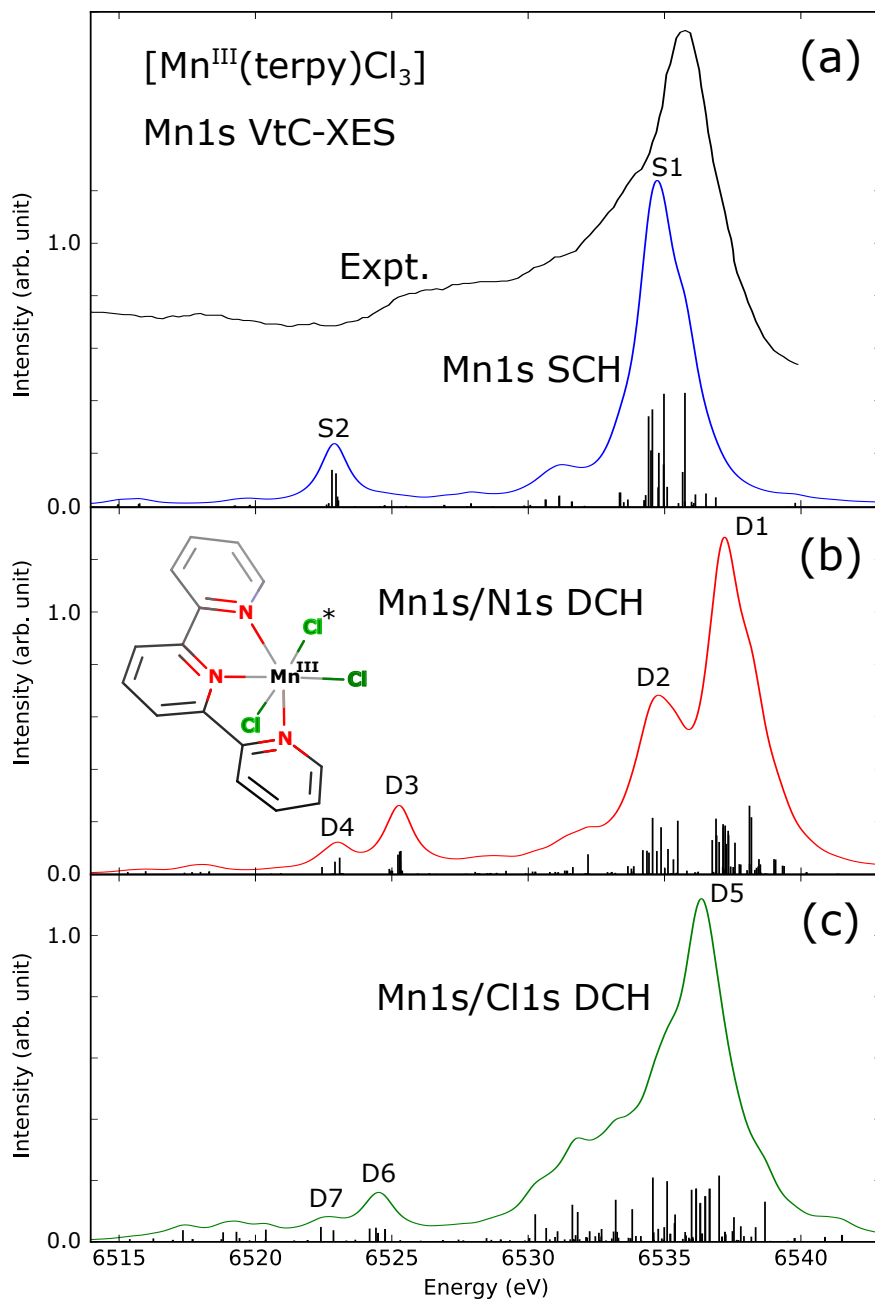 [Mn^III(terpy)Cl₃]
(a)
Mn1s VtC-XES
S1
1.0
Expt.
Intensity (arb. unit)
Mn1s SCH
S2
0.0
D1
(b)
1.0
Mn1s/N1s DCH
N
Cl*
N
Mn^III
Cl
Cl
N
D2
Intensity (arb. unit)
D3
D4
0.0
D5
(c)
1.0
Mn1s/Cl1s DCH
Intensity (arb. unit)
D6
D7
0.0
6515 6520 6525 6530 6535 6540
Energy (eV)